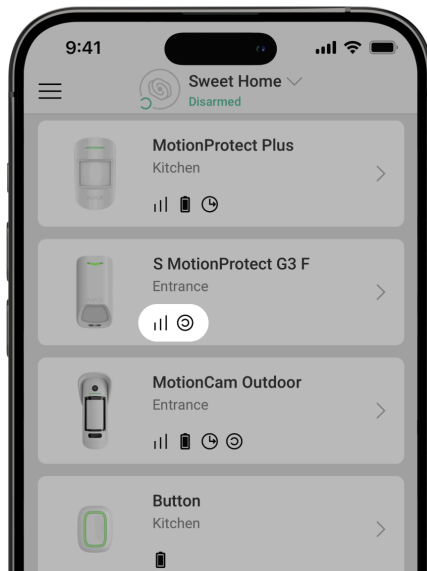 9:41
Sweet Home
Disarmed
MotionProtect Plus
Kitchen
S MotionProtect G3 F
Entrance
MotionCam Outdoor
Entrance
Button
Kitchen